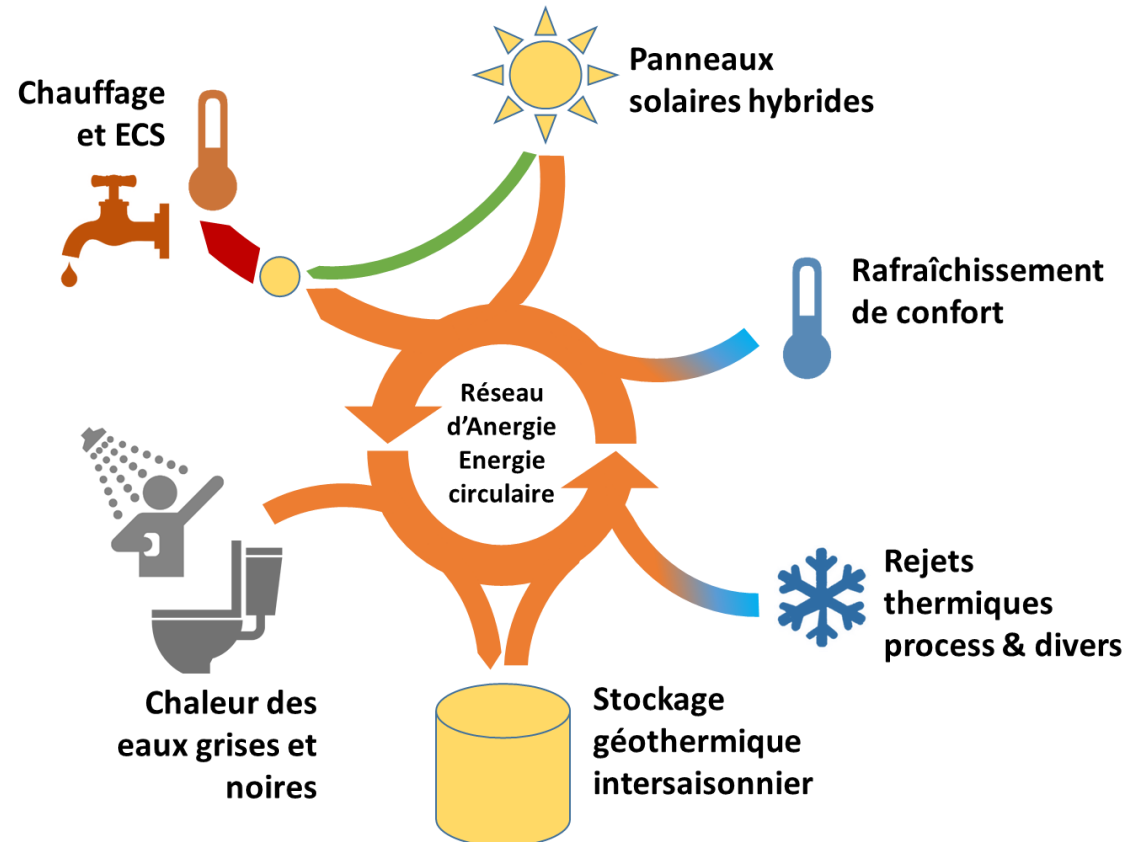 Panneaux
solaires hybrides
Chauffage
et ECS
Rafraîchissement
de confort
Réseau
d'Anergie
Energie
circulaire
Rejets
thermiques
process & divers
Chaleur des
eaux grises et
noires
Stockage
géothermique
intersaisonnier